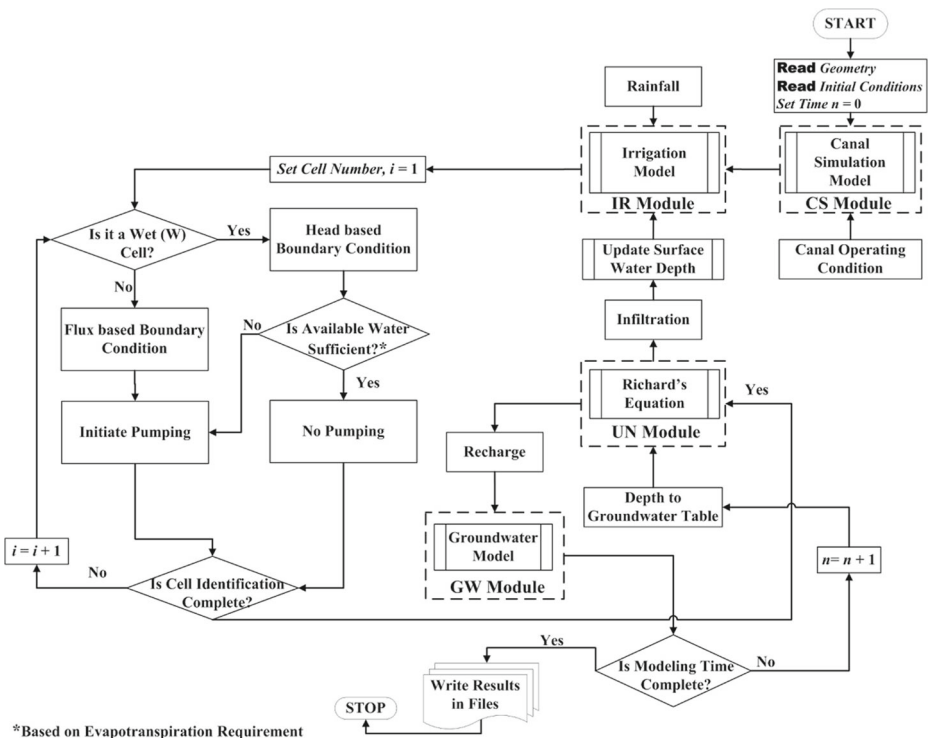 START
Read Geometry
Read Initial Conditions
Set Time n = 0
Rainfall
Irrigation
Model
IR Module
Canal
Simulation
Model
CS Module
Canal Operating
Condition
Set Cell Number, i = 1
Is it a Wet (W)
Cell?
Yes
Head based
Boundary Condition
Update Surface
Water Depth
No
Flux based Boundary
Condition
No
Is Available Water
Sufficient?*
Yes
Infiltration
Initiate Pumping
No Pumping
Richard's
Equation
UN Module
Yes
Recharge
Depth to
Groundwater Table
Groundwater
Model
GW Module
i = i + 1
No
Is Cell Identification
Complete?
n= n + 1
Yes
Is Modeling Time
Complete?
No
Write Results
in Files
STOP
*Based on Evapotranspiration Requirement